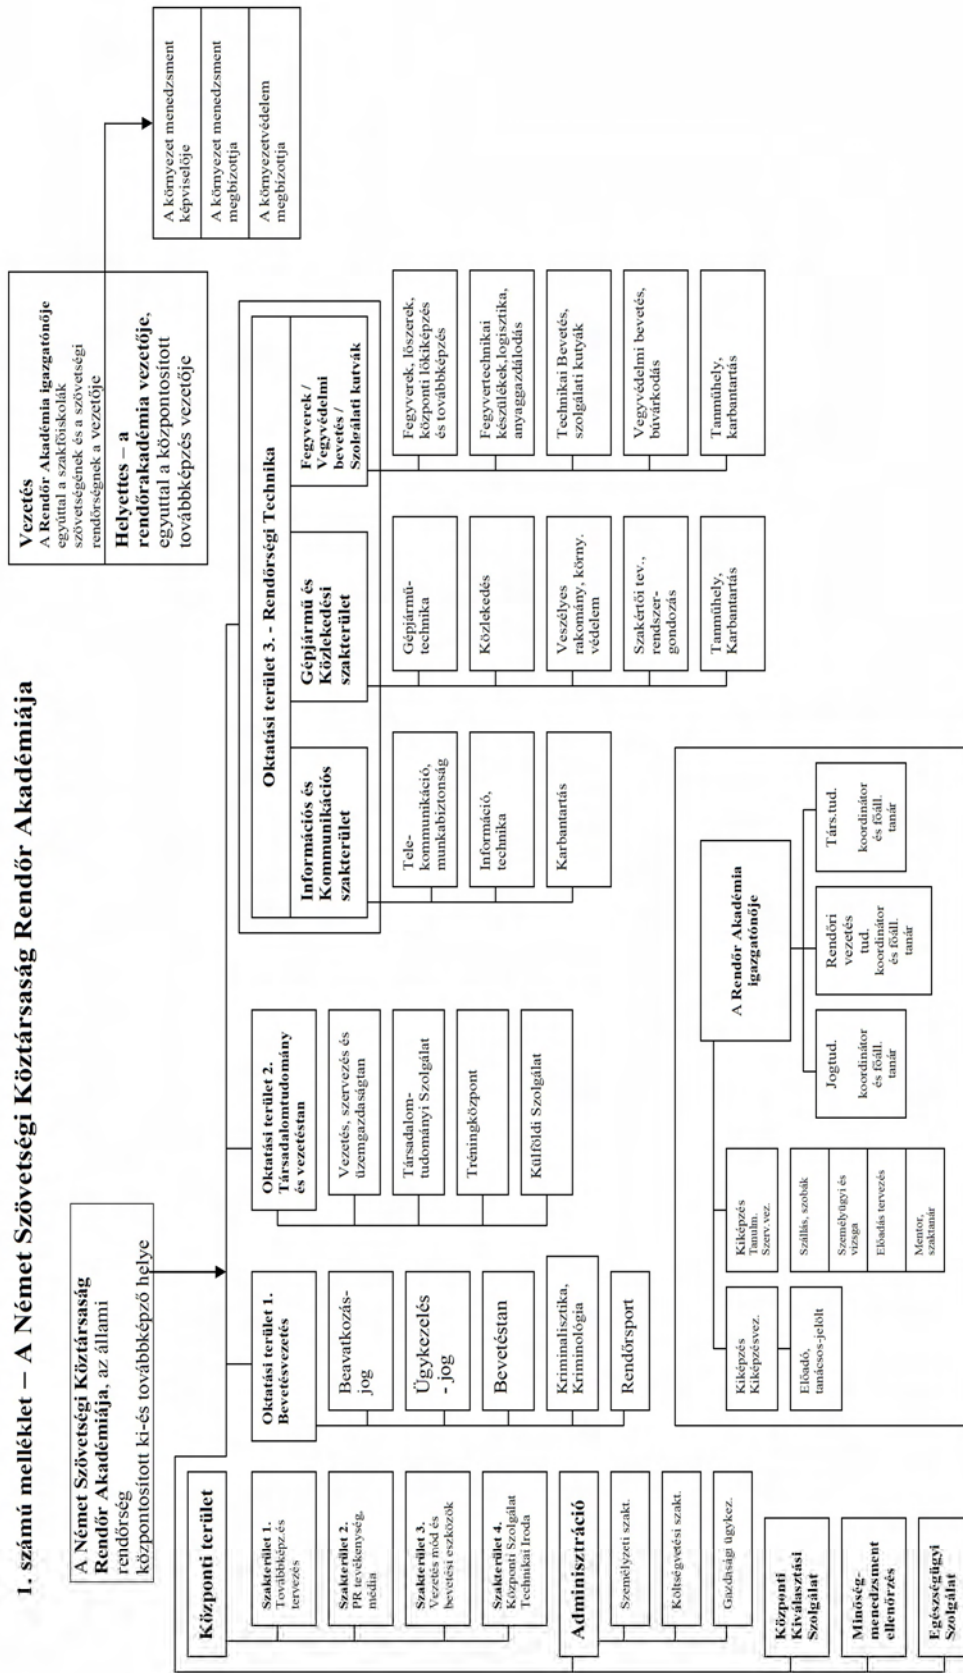 1. számú melléklet – A Német Szövetségi Köztársaság Rendőr Akadémiája
A Német Szövetségi Köztársaság
Rendőr Akadémiája, az állami
rendőrség
központosított ki-és továbbképző helye
Vezetés
A Rendőr Akadémia igazgatónője
egyúttal a szakfőiskolák
szövetségének és a szövetségi
rendőrségnek a vezetője
Helyettes – a
rendőrakadémia vezetője,
egyuttal a központosított
továbbképzés vezetője
A környezet menedzsment
képviselője
A környezet menedzsment
megbízottja
A környezetvédelem
megbízottja
Központi terület
Szakterület 1.
Továbbképz.és
tervezés
Szakterület 2.
PR tevékenység,
média
Szakterület 3.
Vezetés mód és
bevetési eszközök
Szakterület 4.
Központi Szolgálat
Technikai Iroda
Adminisztráció
Személyzeti szakt.
Költségvetési szakt.
Gazdasági ügykez.
Központi
Kiválasztási
Szolgálat
Minőség-
menedzsment
ellenőrzés
Egészségügyi
Szolgálat
Oktatási terület 1.
Bevetésvezetés
Beavatkozás-
jog
Ügykezelés
- jog
Bevetéstan
Kriminalisztika,
Kriminológia
Rendőrsport
Oktatási terület 2.
Társadalomtudomány
és vezetéstan
Vezetés, szervezés és
üzemgazdaságtan
Társadalom-
tudományi Szolgálat
Tréningközpont
Külföldi Szolgálat
Oktatási terület 3. - Rendőrségi Technika
Információs és
Kommunikációs
szakterület
Tele-
kommunikáció,
munkabiztonság
Információ,
technika
Karbantartás
Gépjármű és
Közlekedési
szakterület
Gépjármű-
technika
Közlekedés
Veszélyes
rakomány, körny.
védelem
Szakértői tev.,
rendszer-
gondozás
Tanműhely,
Karbantartás
Fegyverek /
Vegyvédelmi
bevetés /
Szolgálati kutyák
Fegyverek, lőszerek,
központi lőkiképzés
és továbbképzés
Fegyvertechnikai
készülékek,logisztika,
anyaggazdálodás
Technikai Bevetés,
szolgálati kutyák
Vegyvédelmi bevetés,
búvárkodás
Tanműhely,
karbantartás
A Rendőr Akadémia
igazgatónője
Kiképzés
Kiképzésvez.
Előadó,
tanácsos-jelölt
Kiképzés
Tanulm.
Szerv.vez.
Szállás, szobák
Személyügyi és
vizsga
Előadás tervezés
Mentor,
szaktanár
Jogtud.
koordinátor
és főáll.
tanár
Rendőri
vezetés
tud.
koordinátor
és főáll.
tanár
Társ.tud.
koordinátor
és főáll.
tanár